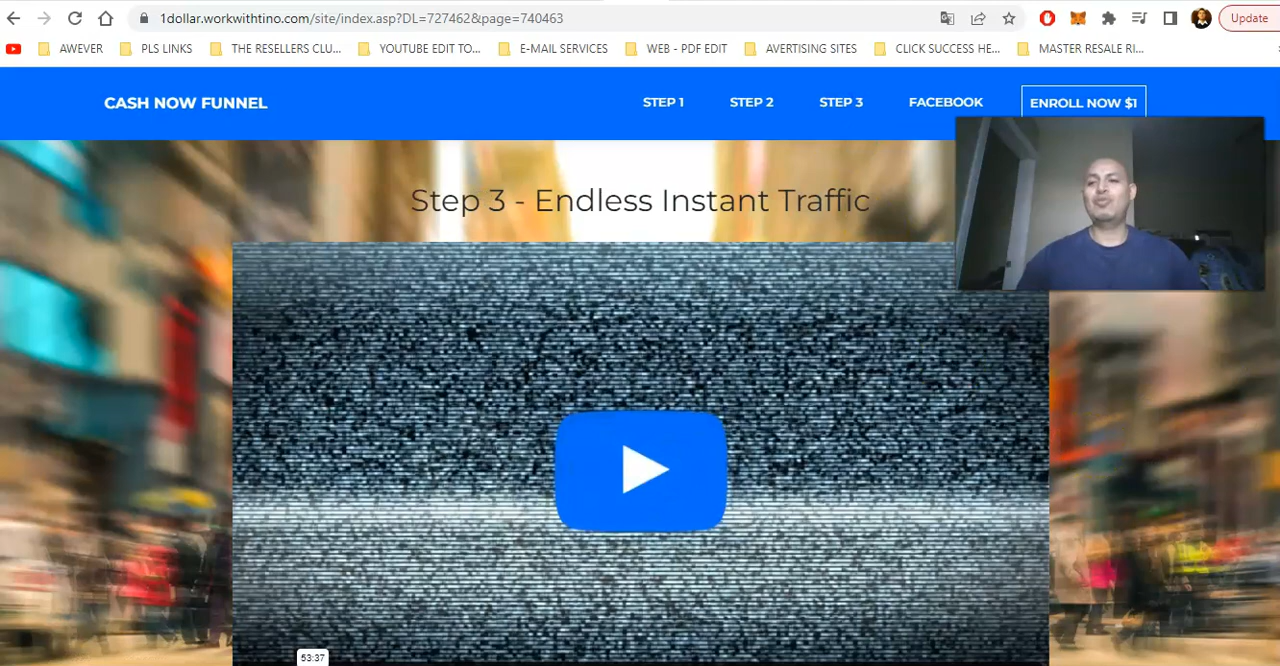 1dollar.workwithtino.com/site/index.asp?DL=727462&page=740463
Update
AWEVER
PLS LINKS
THE RESELLERS CLU...
YOUTUBE EDIT TO...
E-MAIL SERVICES
WEB - PDF EDIT
AVERTISING SITES
CLICK SUCCESS HE...
MASTER RESALE RI...
CASH NOW FUNNEL
STEP 1
STEP 2
STEP 3
FACEBOOK
ENROLL NOW $1
Step 3 - Endless Instant Traffic
53:37